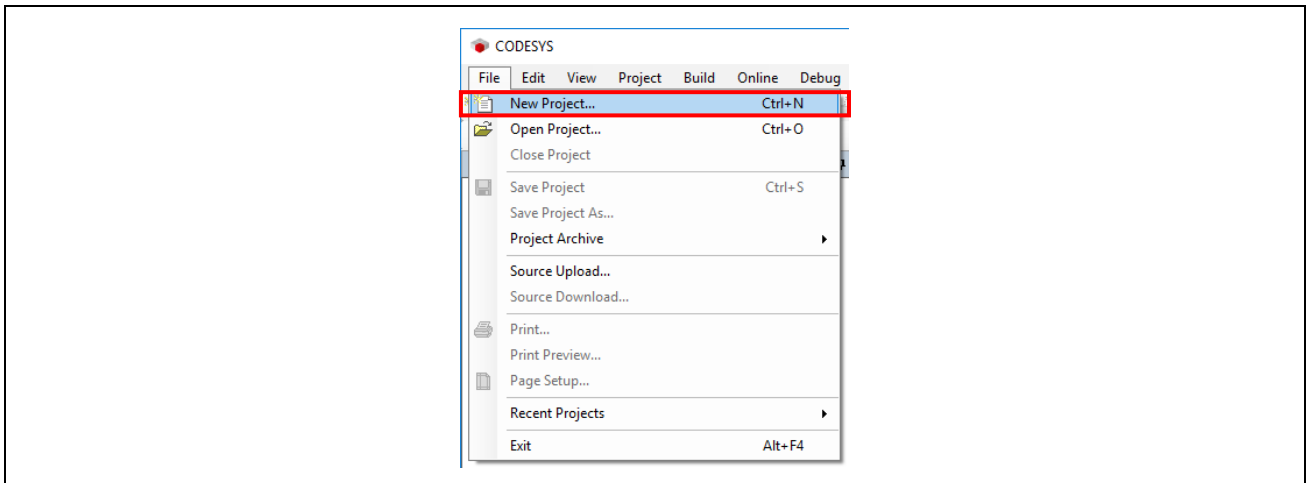 CODESYS
File Edit View Project Build Online Debug
New Project... Ctrl+N
Open Project... Ctrl+O
Close Project
Save Project Ctrl+S
Save Project As...
Project Archive
Source Upload...
Source Download...
Print...
Print Preview...
Page Setup...
Recent Projects
Exit Alt+F4